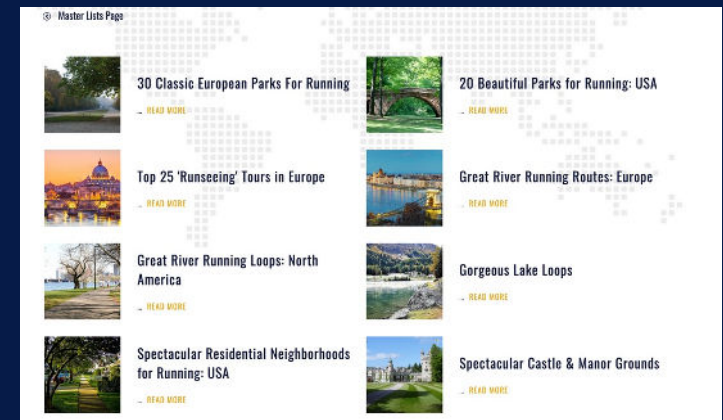 Master Lists Page
30 Classic European Parks For Running
... READ MORE
20 Beautiful Parks for Running: USA
... READ MORE
Top 25 'Runseeing' Tours in Europe
... READ MORE
Great River Running Routes: Europe
... READ MORE
Great River Running Loops: North
America
... READ MORE
Gorgeous Lake Loops
... READ MORE
Spectacular Residential Neighborhoods
for Running: USA
... READ MORE
Spectacular Castle & Manor Grounds
... READ MORE